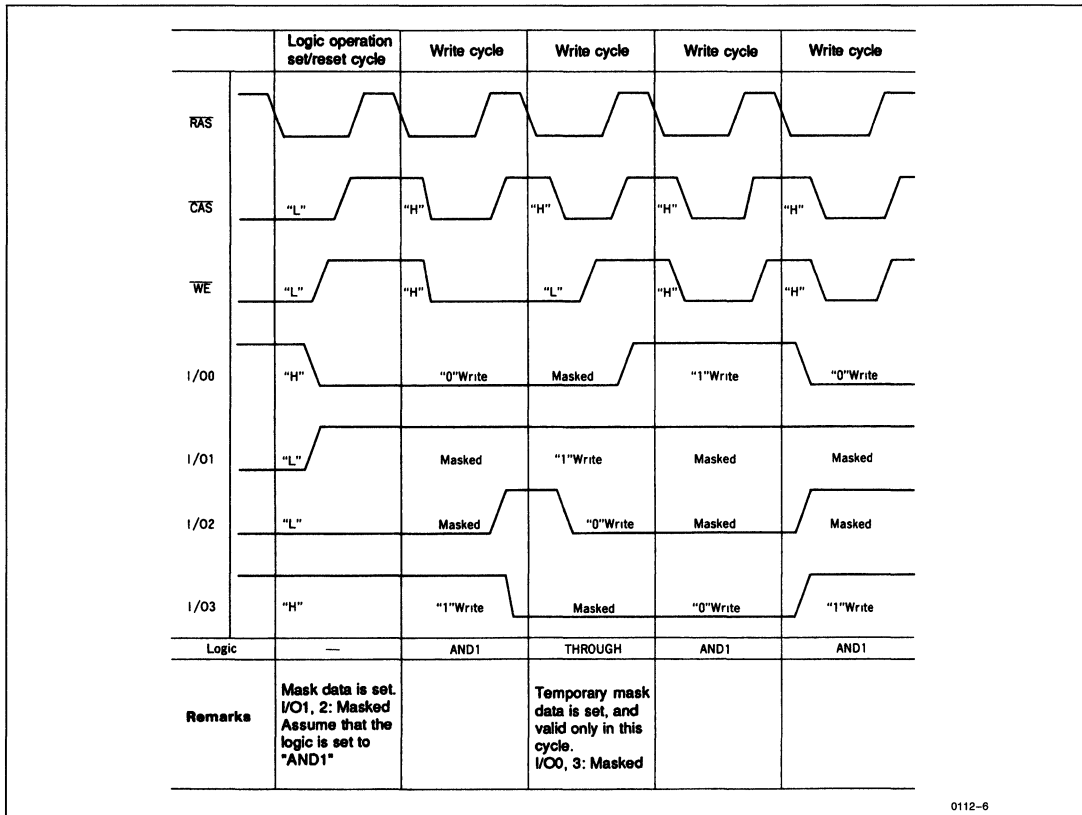 Logic operation set/reset cycle Write cycle Write cycle Write cycle Write cycle
RAS
CAS "L" "H" "H" "H" "H"
WE "L" "H" "L" "H" "H"
I/O0 "H" "0"Write Masked "1"Write "0"Write
I/O1 "L" Masked "1"Write Masked Masked
I/O2 "L" Masked "0"Write Masked Masked
I/O3 "H" "1"Write Masked "0"Write "1"Write
Logic — AND1 THROUGH AND1 AND1
Remarks
Mask data is set.
I/O1, 2: Masked
Assume that the
logic is set to
"AND1"
Temporary mask
data is set, and
valid only in this
cycle.
I/O0, 3: Masked
0112-6